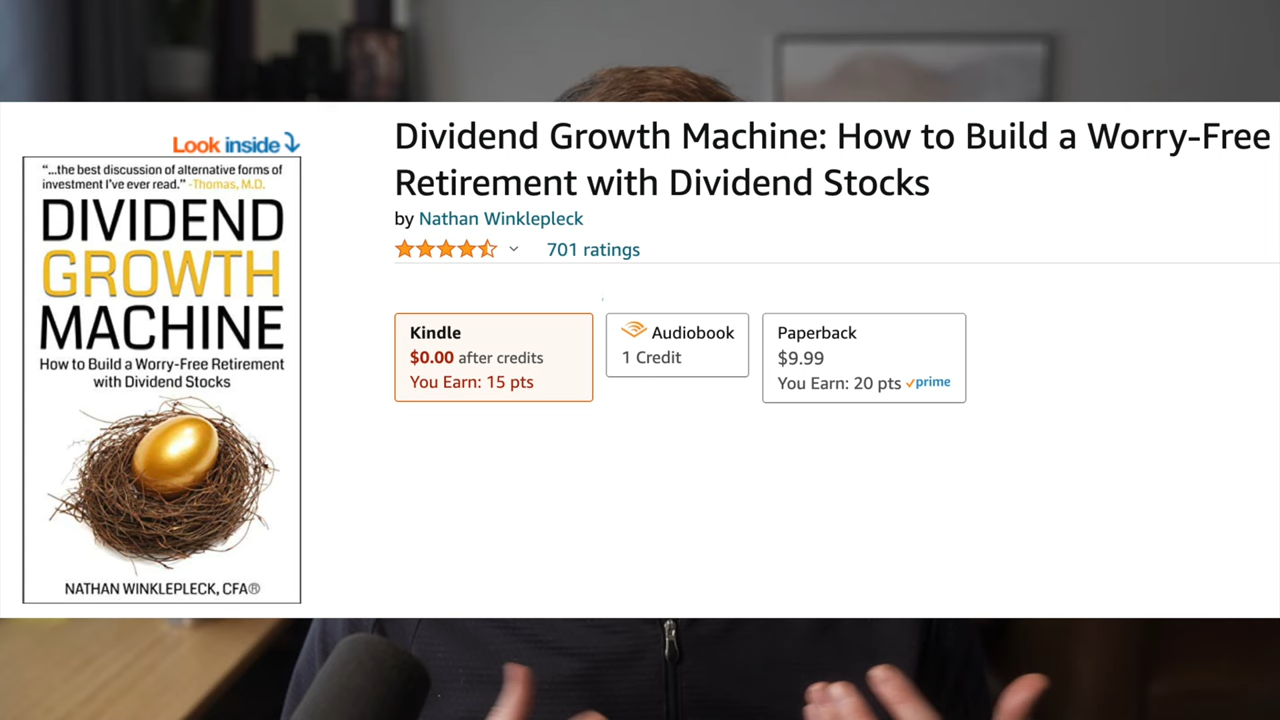 Look inside
"...the best discussion of alternative forms of
investment I've ever read." -Thomas, M.D.
DIVIDEND
GROWTH
MACHINE
How to Build a Worry-Free Retirement
with Dividend Stocks
NATHAN WINKLEPLECK, CFA®
Dividend Growth Machine: How to Build a Worry-Free
Retirement with Dividend Stocks
by Nathan Winklepleck
701 ratings
Kindle
$0.00 after credits
You Earn: 15 pts
Audiobook
1 Credit
Paperback
$9.99
You Earn: 20 pts prime